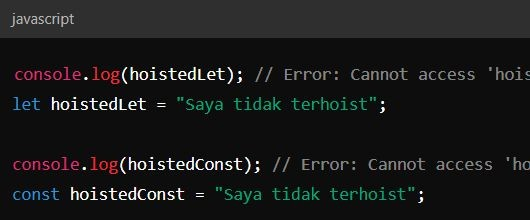 javascript
console.log(hoistedLet); // Error: Cannot access 'hois
let hoistedLet = "Saya tidak terhoist";
console.log(hoistedConst); // Error: Cannot access 'ho
const hoistedConst = "Saya tidak terhoist";